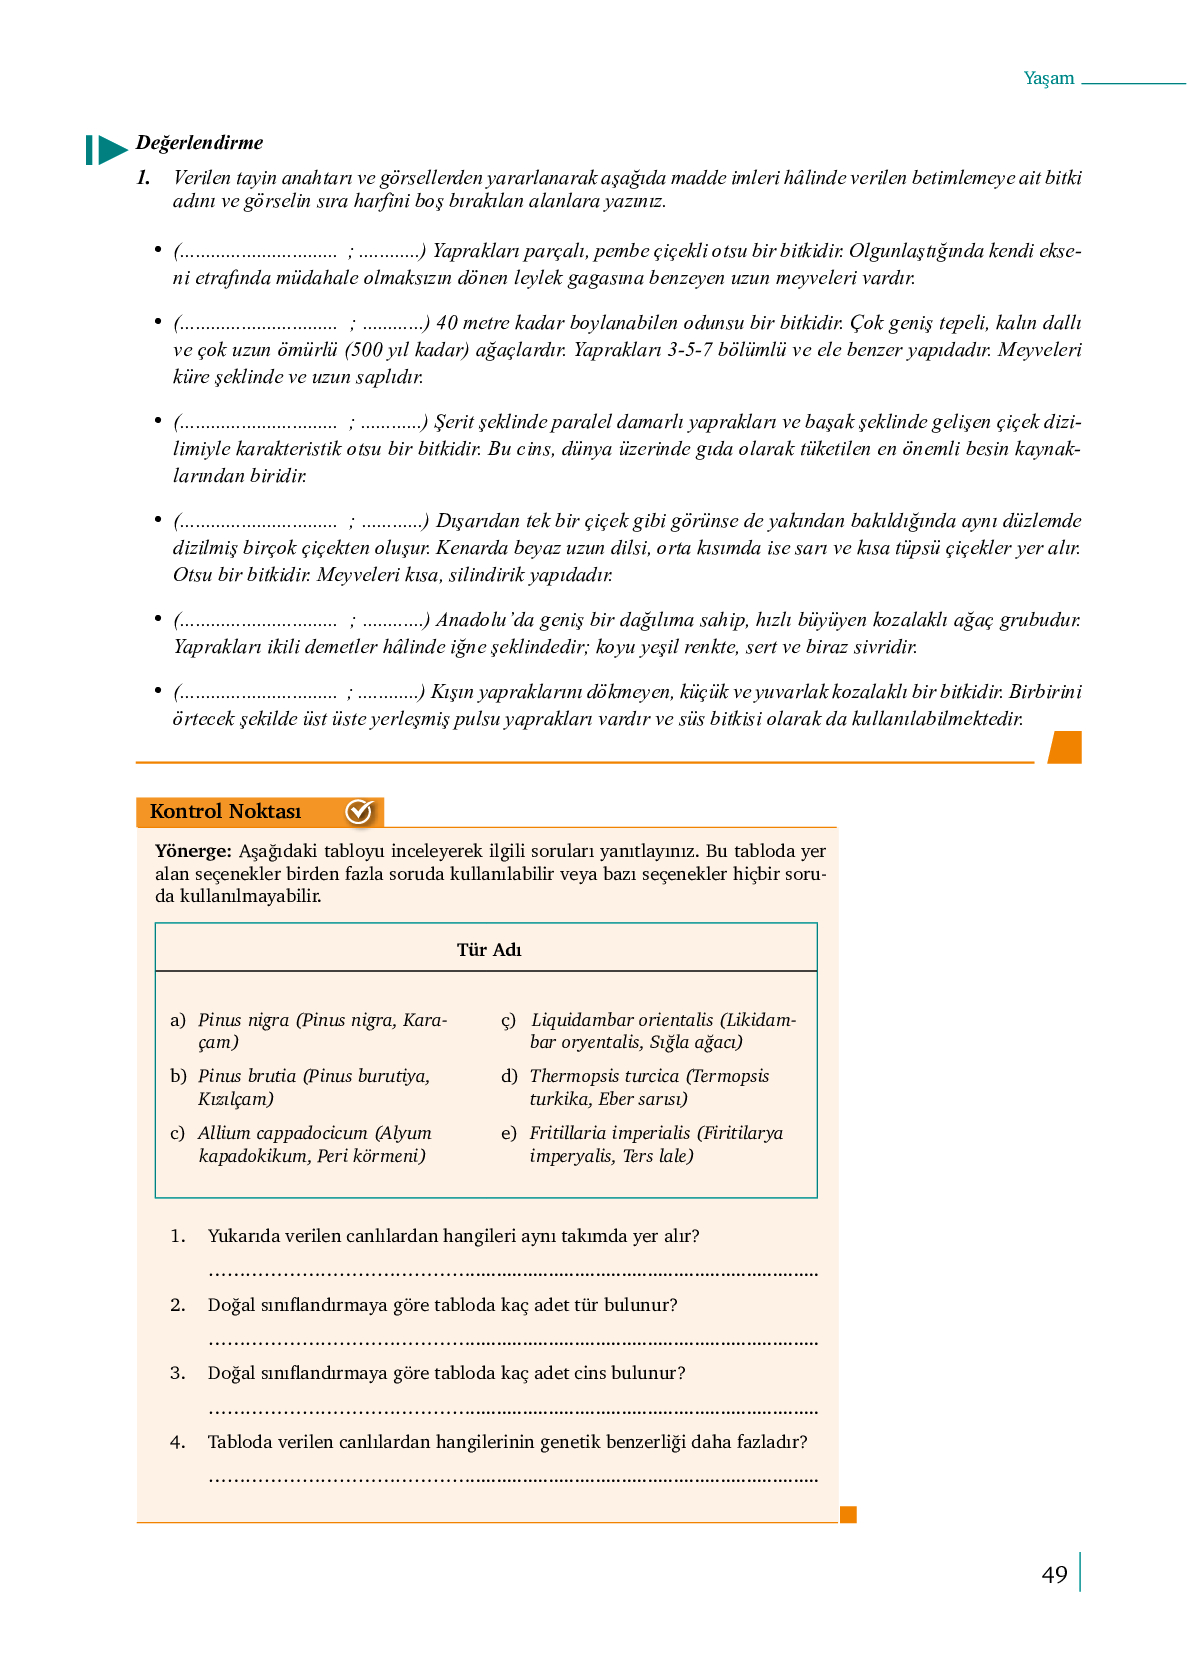 Yaşam
Değerlendirme
1. Verilen tayin anahtarı ve görsellerden yararlanarak aşağıda madde imleri hâlinde verilen betimlemeye ait bitki
adını ve görselin sıra harfini boş bırakılan alanlara yazınız.
• (............................... ; ............) Yaprakları parçalı, pembe çiçekli otsu bir bitkidir. Olgunlaştığında kendi ekse-
ni etrafında müdahale olmaksızın dönen leylek gagasına benzeyen uzun meyveleri vardır.
• (............................... ; ............) 40 metre kadar boylanabilen odunsu bir bitkidir. Çok geniş tepeli, kalın dallı
ve çok uzun ömürlü (500 yıl kadar) ağaçlardır. Yaprakları 3-5-7 bölümlü ve ele benzer yapıdadır. Meyveleri
küre şeklinde ve uzun saplıdır.
• (............................... ; ............) Şerit şeklinde paralel damarlı yaprakları ve başak şeklinde gelişen çiçek dizi-
limiyle karakteristik otsu bir bitkidir. Bu cins, dünya üzerinde gıda olarak tüketilen en önemli besin kaynak-
larından biridir.
• (............................... ; ............) Dışarıdan tek bir çiçek gibi görünse de yakından bakıldığında aynı düzlemde
dizilmiş birçok çiçekten oluşur. Kenarda beyaz uzun dilsi, orta kısımda ise sarı ve kısa tüpsü çiçekler yer alır.
Otsu bir bitkidir. Meyveleri kısa, silindirik yapıdadır.
• (............................... ; ............) Anadolu’da geniş bir dağılıma sahip, hızlı büyüyen kozalaklı ağaç grubudur.
Yaprakları ikili demetler hâlinde iğne şeklindedir; koyu yeşil renkte, sert ve biraz sivridir.
• (............................... ; ............) Kışın yapraklarını dökmeyen, küçük ve yuvarlak kozalaklı bir bitkidir. Birbirini
örtecek şekilde üst üste yerleşmiş pulsu yaprakları vardır ve süs bitkisi olarak da kullanılabilmektedir.
Kontrol Noktası
Yönerge: Aşağıdaki tabloyu inceleyerek ilgili soruları yanıtlayınız. Bu tabloda yer
alan seçenekler birden fazla soruda kullanılabilir veya bazı seçenekler hiçbir soru-
da kullanılmayabilir.
Tür Adı
a) Pinus nigra (Pinus nigra, Kara-
çam)
b) Pinus brutia (Pinus burutiya,
Kızılçam)
c) Allium cappadocicum (Alyum
kapadokikum, Peri körmeni)
ç) Liquidambar orientalis (Likidam-
bar oryentalis, Sığla ağacı)
d) Thermopsis turcica (Termopsis
turkika, Eber sarısı)
e) Fritillaria imperialis (Firitilarya
imperyalis, Ters lale)
1. Yukarıda verilen canlılardan hangileri aynı takımda yer alır?
..........................................................................................................
2. Doğal sınıflandırmaya göre tabloda kaç adet tür bulunur?
..........................................................................................................
3. Doğal sınıflandırmaya göre tabloda kaç adet cins bulunur?
..........................................................................................................
4. Tabloda verilen canlılardan hangilerinin genetik benzerliği daha fazladır?
..........................................................................................................
49